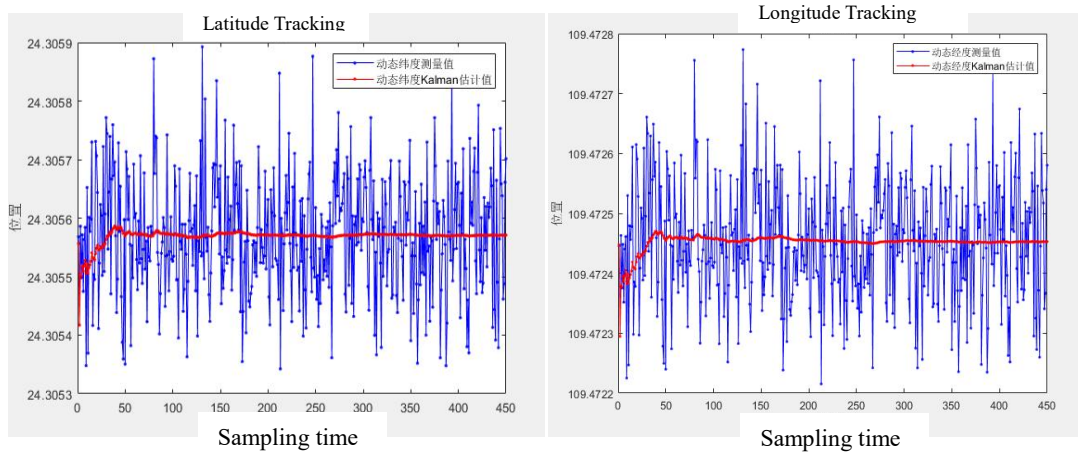 Latitude Tracking
24.3059
24.3058
24.3057
24.3056
24.3055
24.3054
24.3053
位置
动态纬度测量值
动态纬度Kalman估计值
0 50 100 150 200 250 300 350 400 450
Sampling time
Longitude Tracking
109.4728
109.4727
109.4726
109.4725
109.4724
109.4723
109.4722
位置
动态经度测量值
动态经度Kalman估计值
0 50 100 150 200 250 300 350 400 450
Sampling time